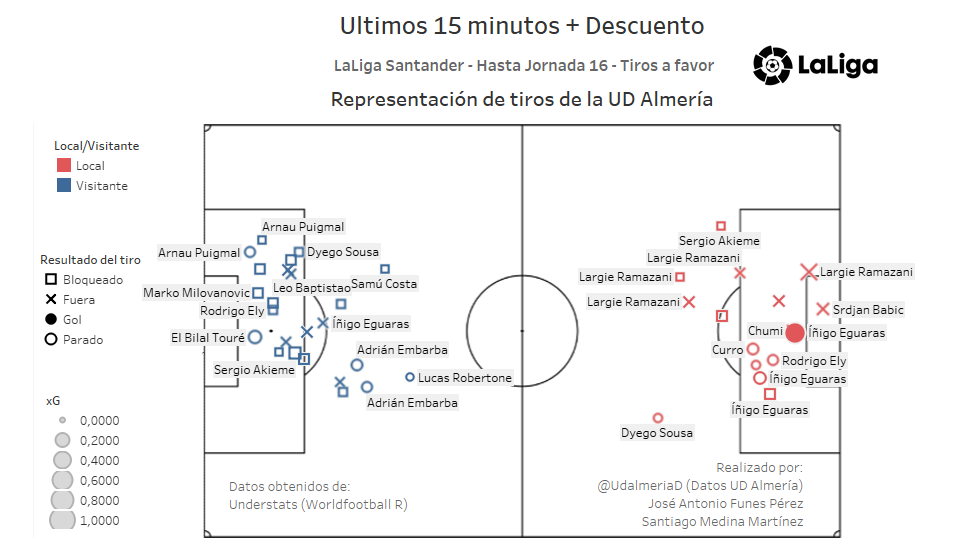 Ultimos 15 minutos + Descuento
LaLiga Santander - Hasta Jornada 16 - Tiros a favor
LaLiga
Representación de tiros de la UD Almería
Local/Visitante
Local
Visitante
Resultado del tiro
Bloqueado
Fuera
Gol
Parado
xG
0,0000
0,2000
0,4000
0,6000
0,8000
1,0000
Arnau Puigmal
Arnau Puigmal
Dyego Sousa
Leo Baptistao
Samú Costa
Marko Milovanovic
Rodrigo Ely
Íñigo Eguaras
El Bilal Touré
Adrián Embarba
Sergio Akieme
Lucas Robertone
Adrián Embarba
Sergio Akieme
Largie Ramazani
Largie Ramazani
Largie Ramazani
Largie Ramazani
Srdjan Babic
Chumi
Íñigo Eguaras
Curro
Rodrigo Ely
Íñigo Eguaras
Íñigo Eguaras
Dyego Sousa
Datos obtenidos de:
Understats (Worldfootball R)
Realizado por:
@UdalmeriaD (Datos UD Almería)
José Antonio Funes Pérez
Santiago Medina Martínez